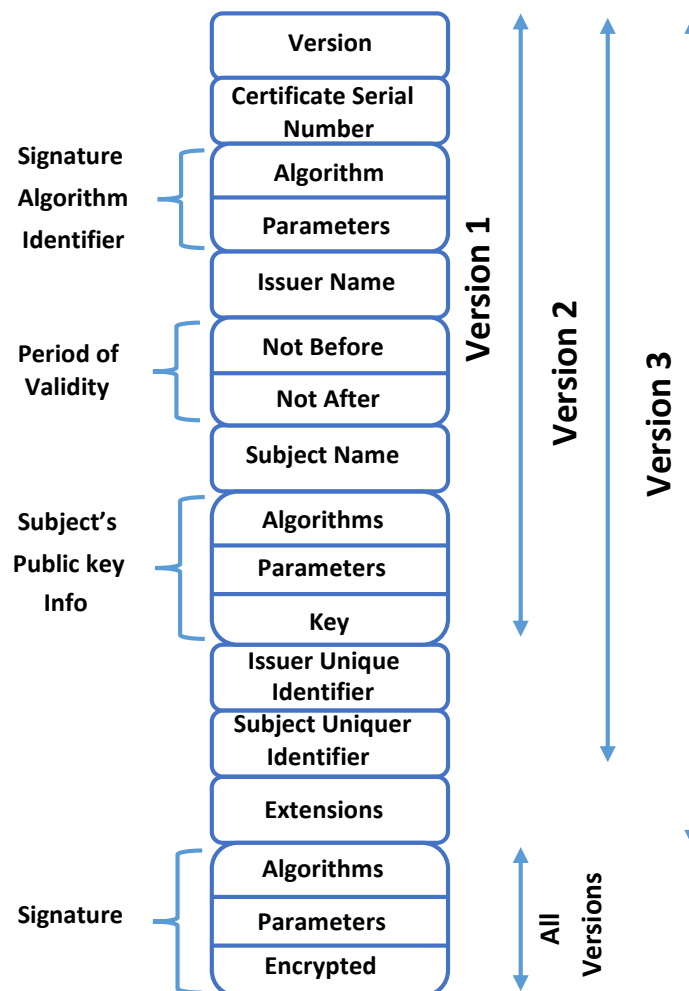 Version
Certificate Serial
Number
Signature
Algorithm
Identifier
Algorithm
Parameters
Issuer Name
Period of
Validity
Not Before
Not After
Subject Name
Subject’s
Public key
Info
Algorithms
Parameters
Key
Issuer Unique
Identifier
Subject Uniquer
Identifier
Extensions
Signature
Algorithms
Parameters
Encrypted
Version 1
Version 2
Version 3
All
Versions